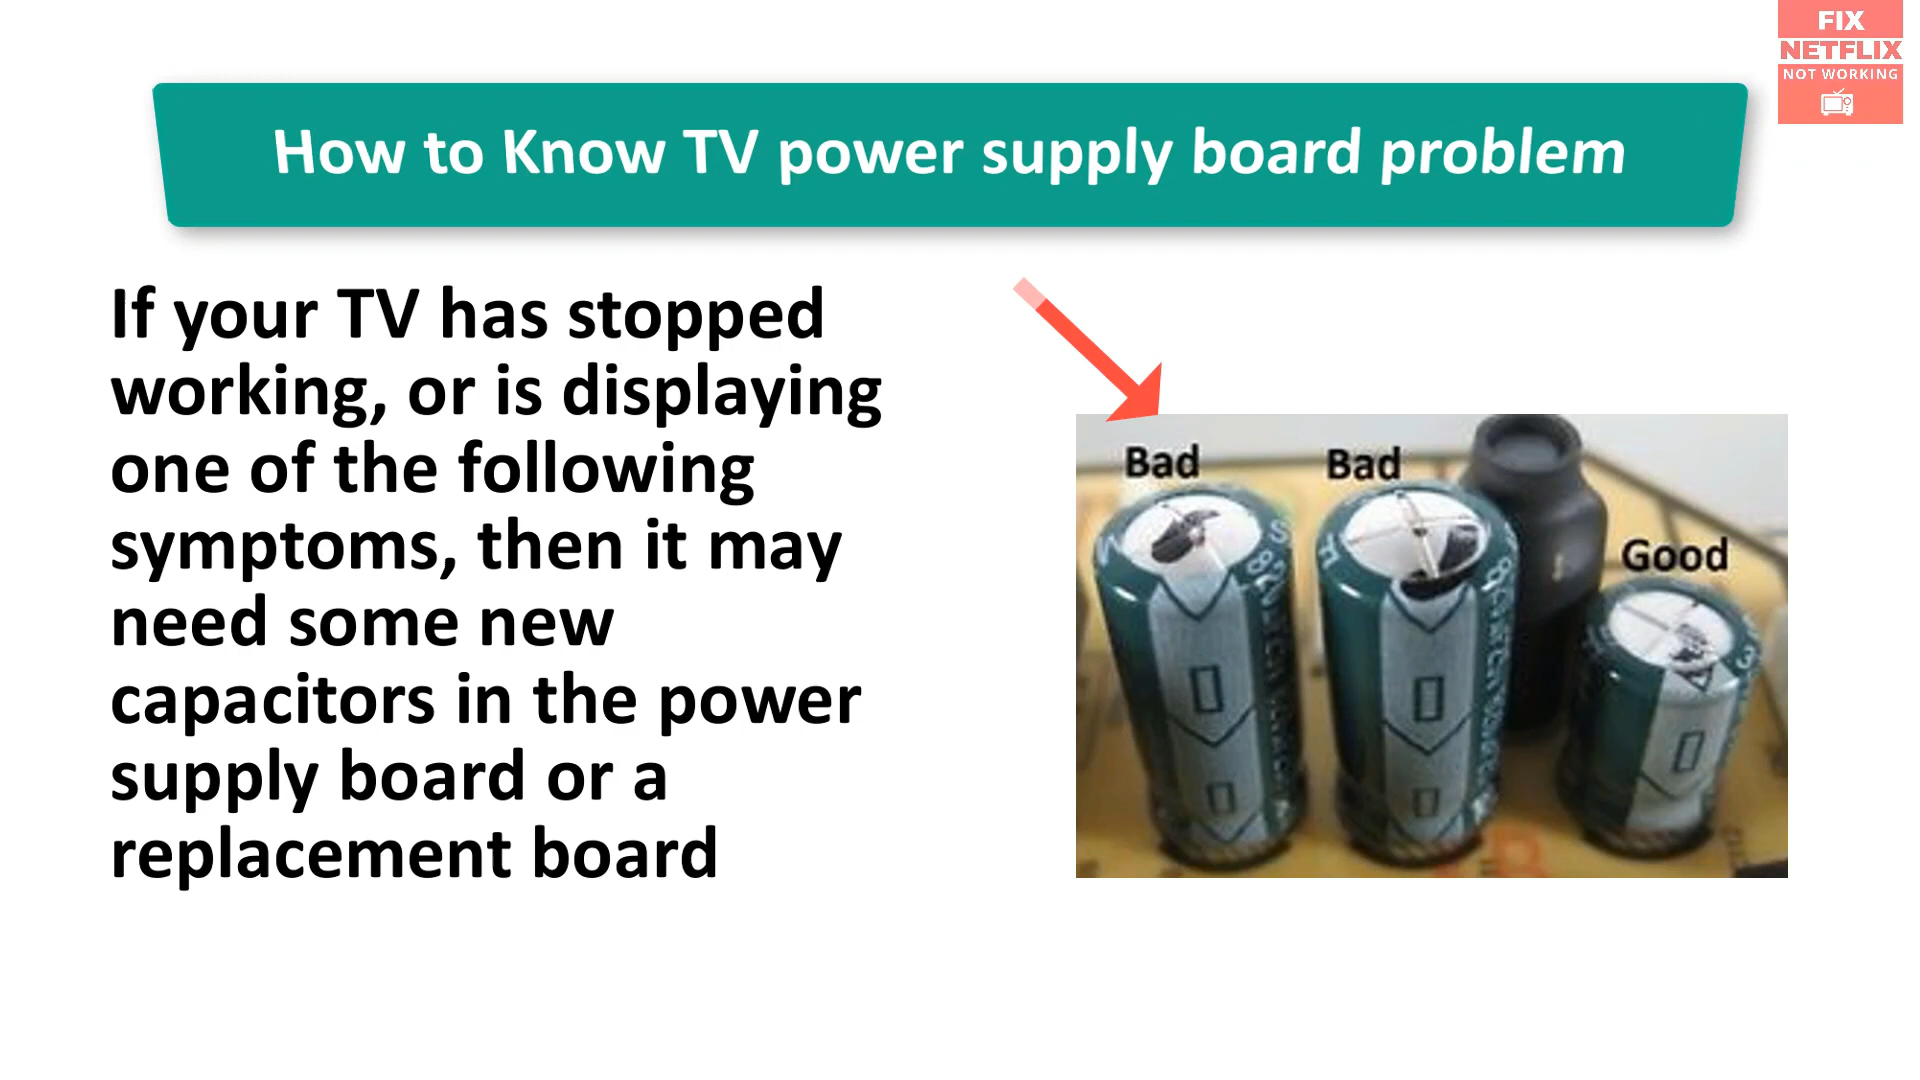 FIX
NETFLIX
NOT WORKING
How to Know TV power supply board problem
If your TV has stopped
working, or is displaying
one of the following
symptoms, then it may
need some new
capacitors in the power
supply board or a
replacement board
Bad
Bad
Good